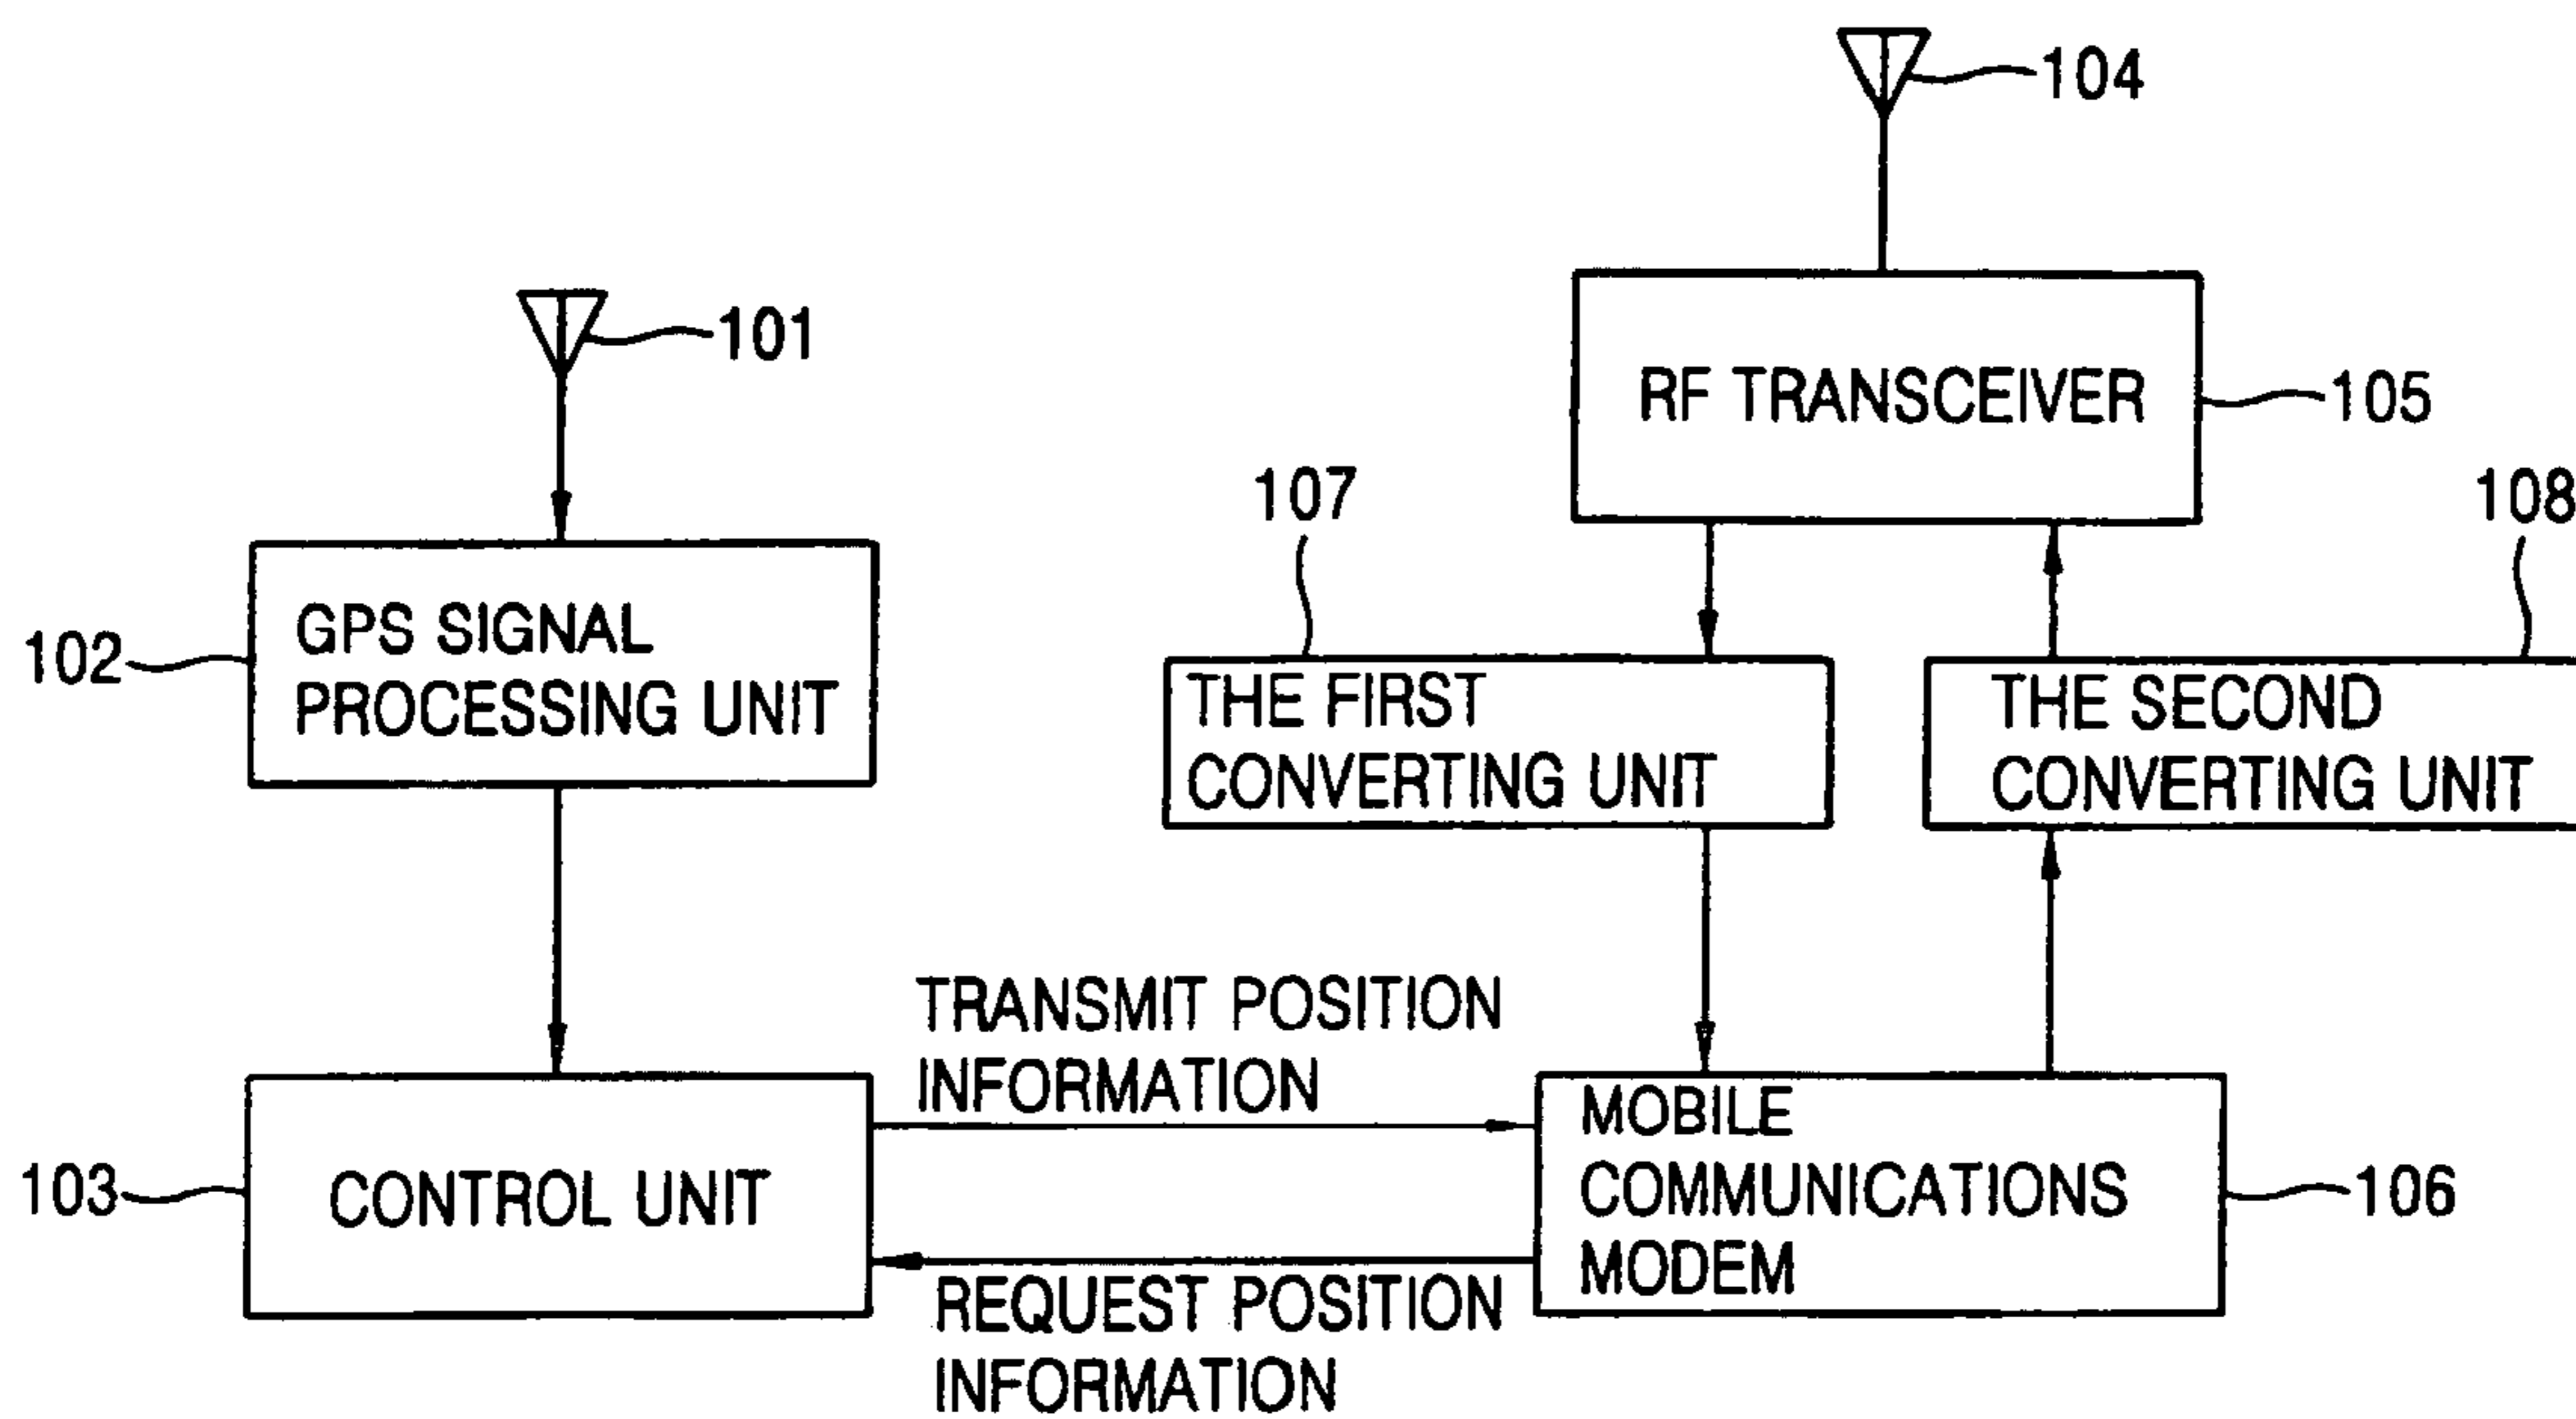 104
101
RF TRANSCEIVER
105
107
108
GPS SIGNAL
PROCESSING UNIT
102
THE FIRST
CONVERTING UNIT
THE SECOND
CONVERTING UNIT
TRANSMIT POSITION
INFORMATION
MOBILE
COMMUNICATIONS
MODEM
106
103
CONTROL UNIT
REQUEST POSITION
INFORMATION